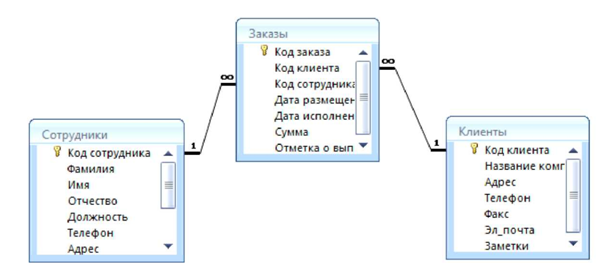 Заказы
Код заказа
Код клиента
Код сотрудника
Дата размещен
Дата исполнен
Сумма
Отметка о вып
∞
∞
Сотрудники
Код сотрудника
Фамилия
Имя
Отчество
Должность
Телефон
Адрес
1
Клиенты
Код клиента
Название комп
Адрес
Телефон
Факс
Эл_почта
Заметки
1